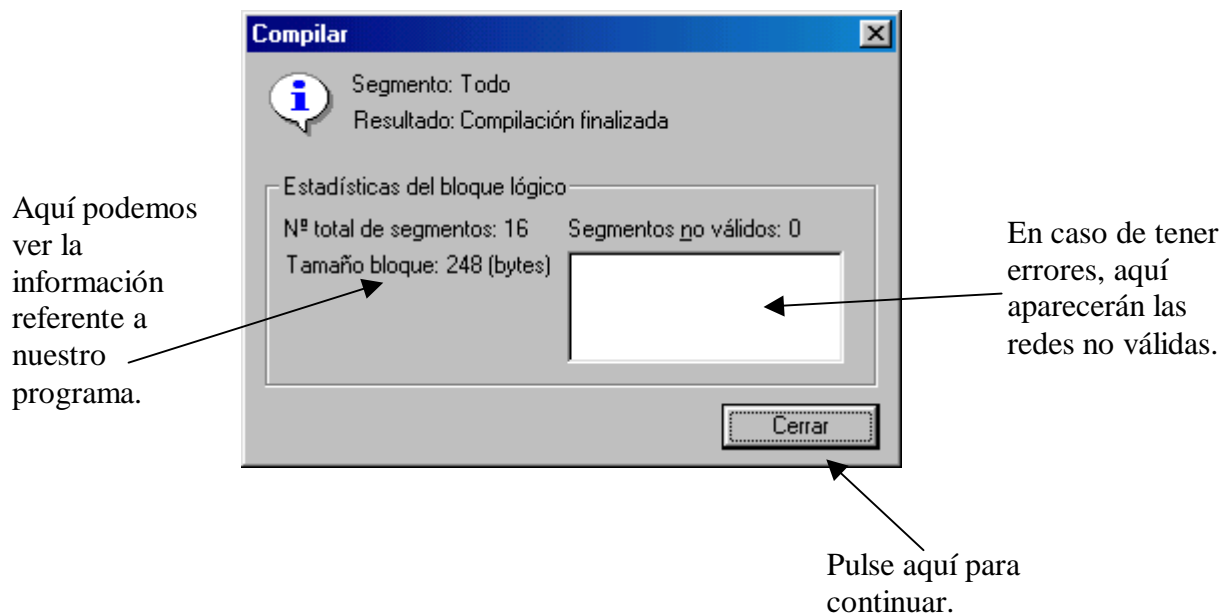 Compilar
Segmento: Todo
Resultado: Compilación finalizada
Estadísticas del bloque lógico
Nº total de segmentos: 16
Segmentos no válidos: 0
Tamaño bloque: 248 (bytes)
Cerrar
Aquí podemos
ver la
información
referente a
nuestro
programa.
En caso de tener
errores, aquí
aparecerán las
redes no válidas.
Pulse aquí para
continuar.